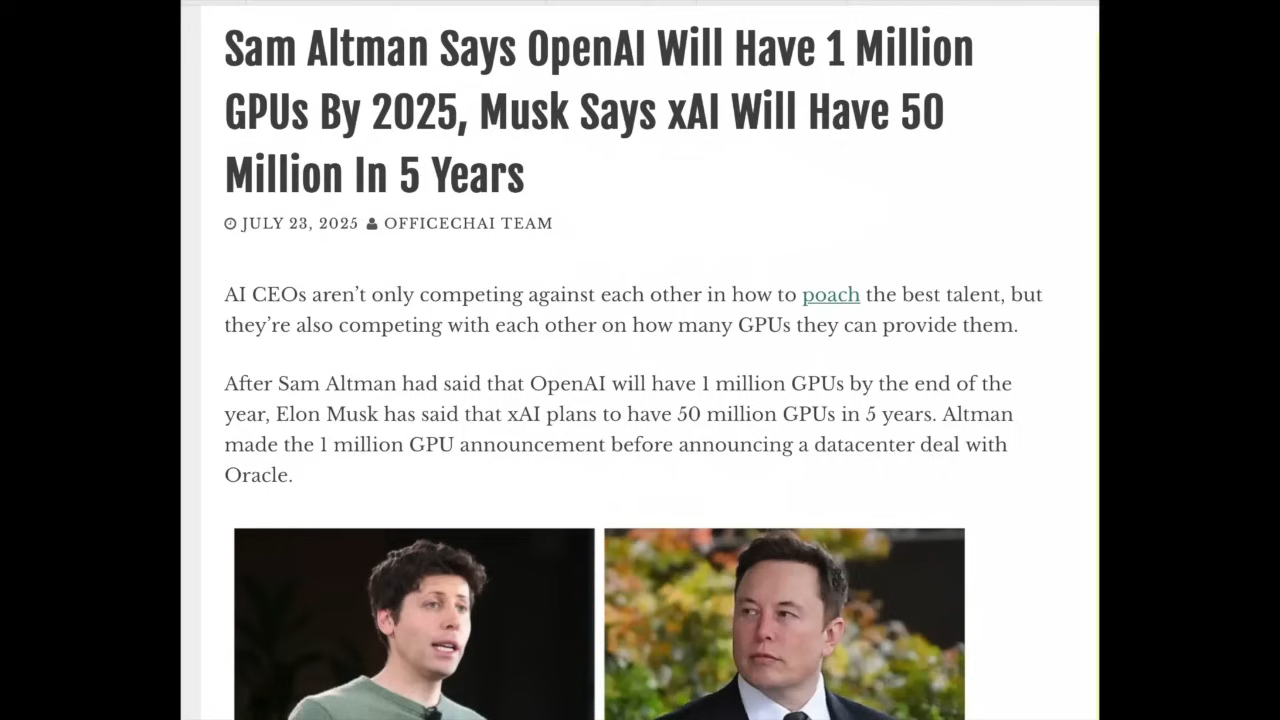 Sam Altman Says OpenAI Will Have 1 Million
GPUs By 2025, Musk Says xAI Will Have 50
Million In 5 Years
JULY 23, 2025 OFFICECHAI TEAM
AI CEOs aren’t only competing against each other in how to poach the best talent, but
they’re also competing with each other on how many GPUs they can provide them.
After Sam Altman had said that OpenAI will have 1 million GPUs by the end of the
year, Elon Musk has said that xAI plans to have 50 million GPUs in 5 years. Altman
made the 1 million GPU announcement before announcing a datacenter deal with
Oracle.